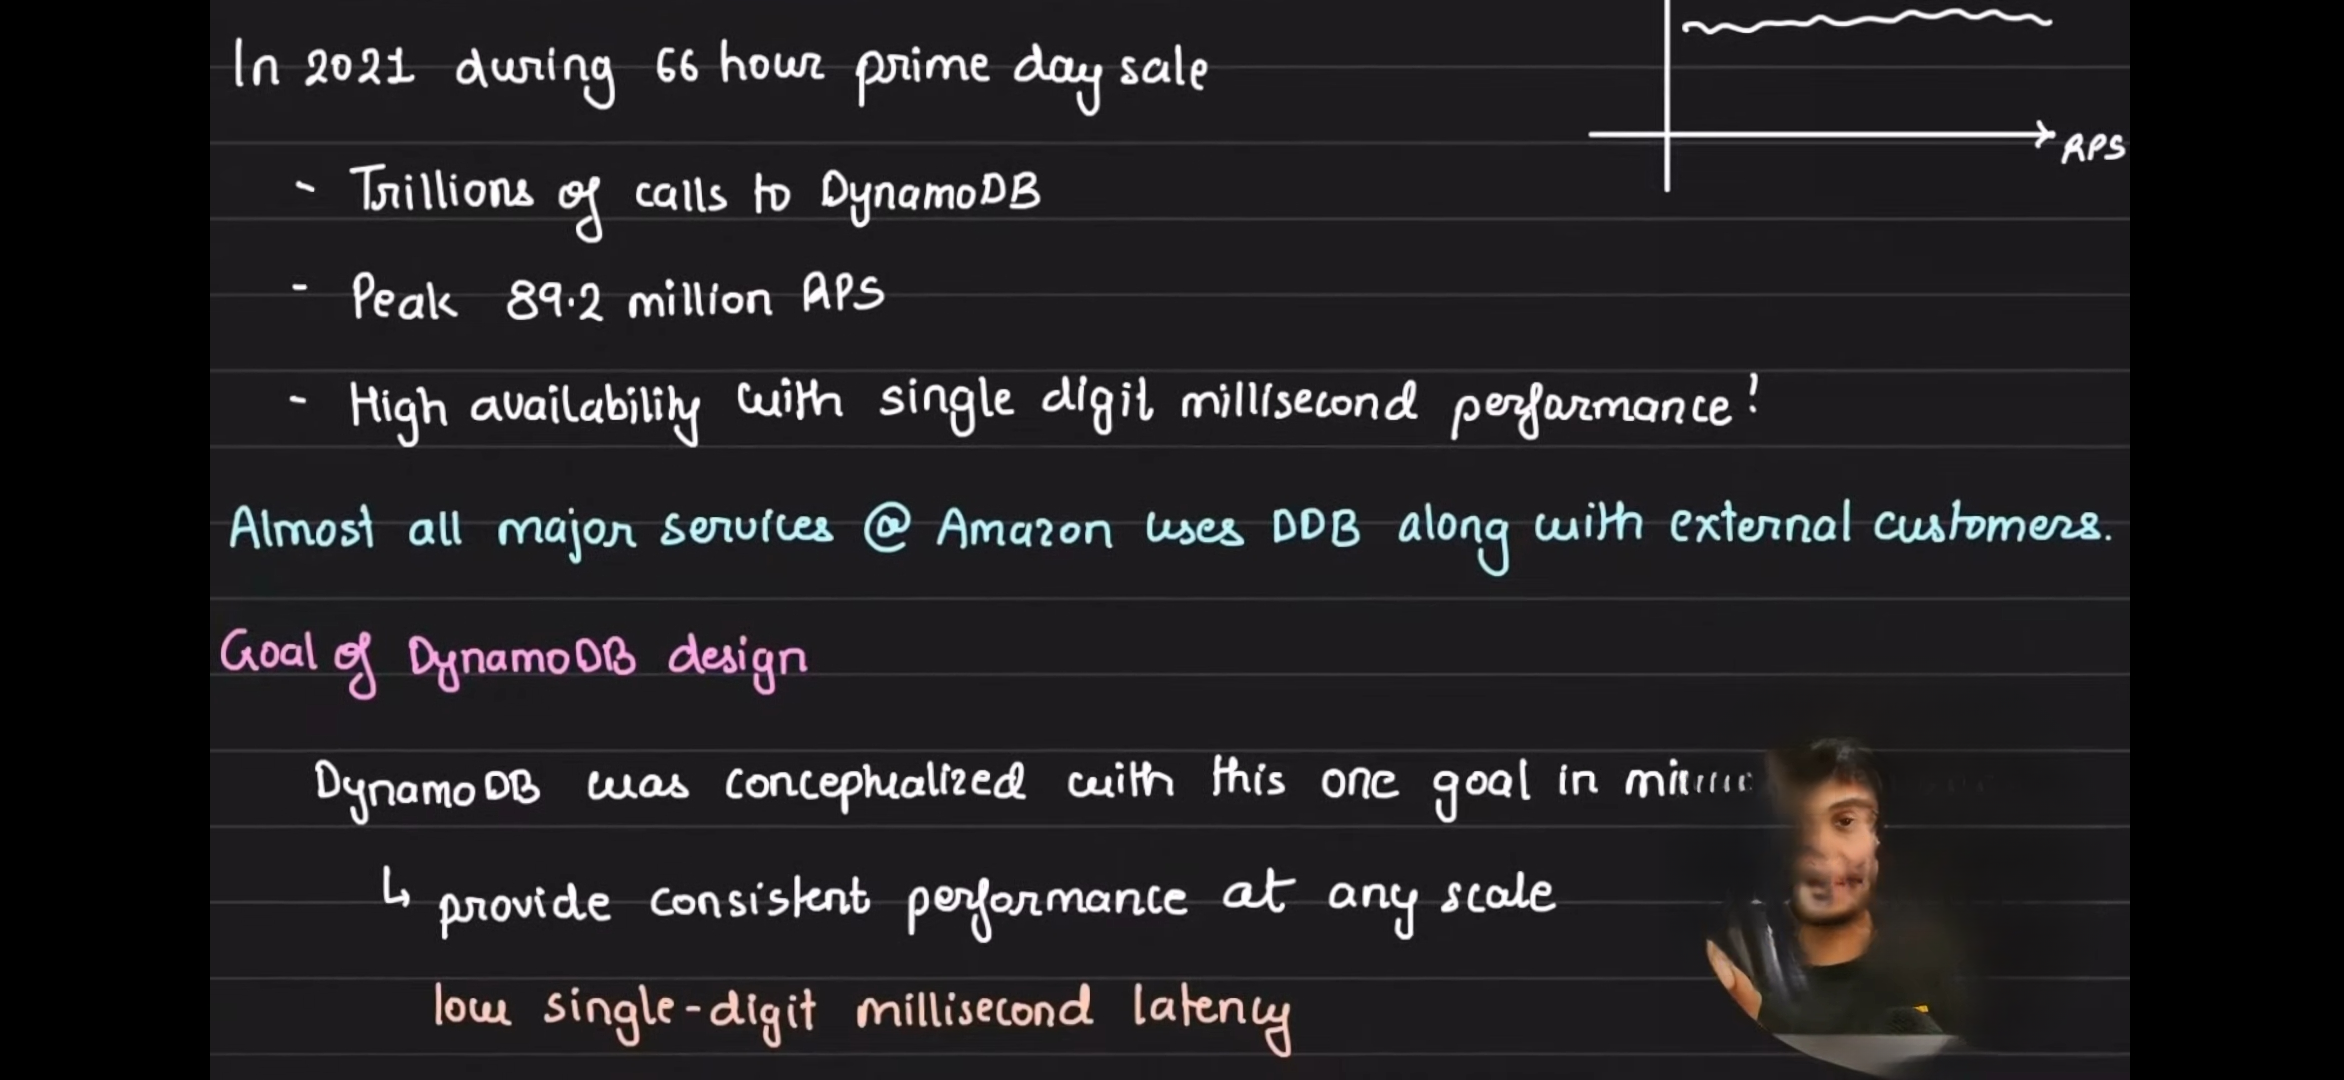 In 2021 during 66 hour prime day sale
RPS
- Trillions of calls to DynamoDB
- Peak 89.2 million RPS
- High availability with single digit millisecond performance!
Almost all major services @ Amazon uses DDB along with external customers.
Goal of DynamoDB design
DynamoDB was conceptualized with this one goal in
↳ provide consistent performance at any scale
low single-digit millisecond latency